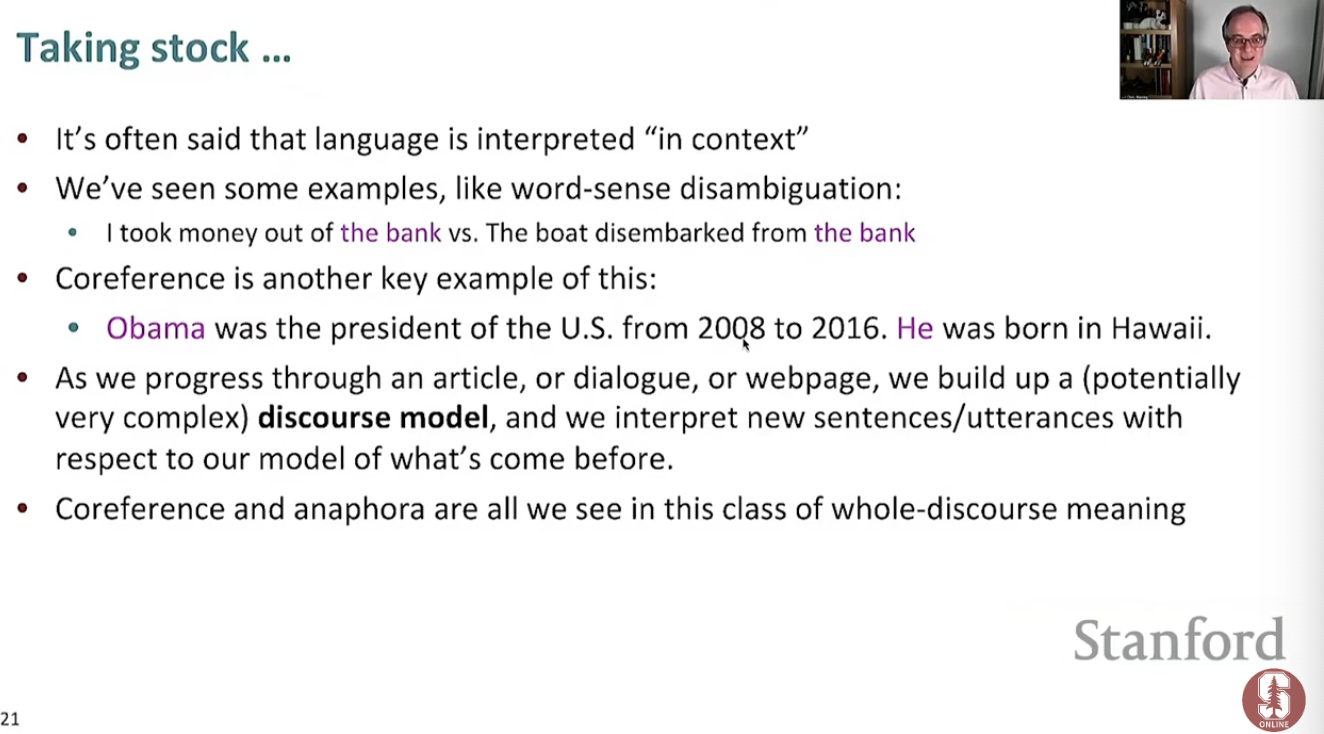 Taking stock ...
• It's often said that language is interpreted “in context”
• We've seen some examples, like word-sense disambiguation:
• I took money out of the bank vs. The boat disembarked from the bank
• Coreference is another key example of this:
• Obama was the president of the U.S. from 2008 to 2016. He was born in Hawaii.
• As we progress through an article, or dialogue, or webpage, we build up a (potentially
very complex) discourse model, and we interpret new sentences/utterances with
respect to our model of what's come before.
• Coreference and anaphora are all we see in this class of whole-discourse meaning
Stanford
S
ONLINE
21